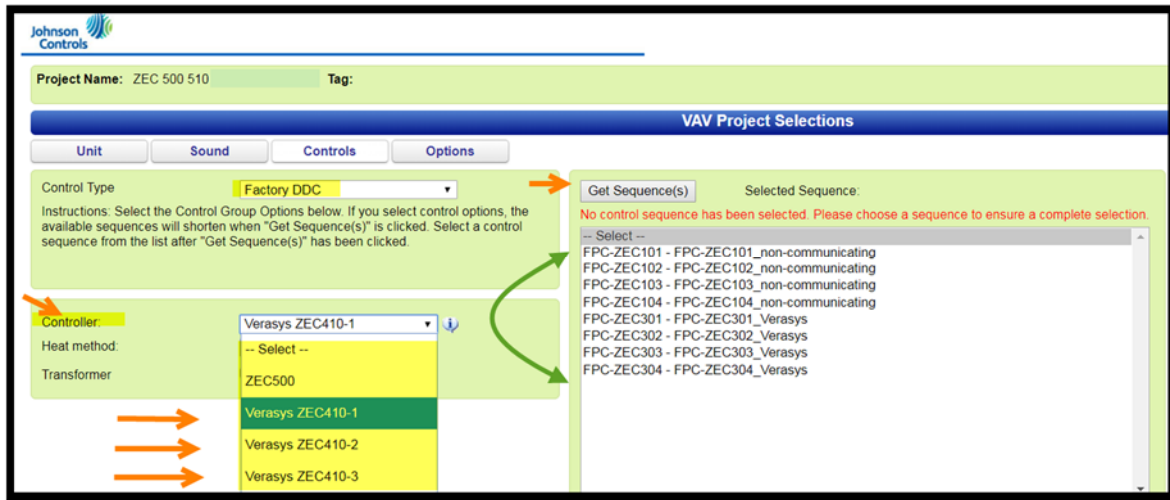 Johnson
Controls
Project Name: ZEC 500 510
Tag:
VAV Project Selections
Unit
Sound
Controls
Options
Control Type
Factory DDC
Instructions: Select the Control Group Options below. If you select control options, the
available sequences will shorten when "Get Sequence(s)" is clicked. Select a control
sequence from the list after "Get Sequence(s)" has been clicked.
Controller:
Verasys ZEC410-1
Heat method:
Transformer
-- Select --
ZEC500
Verasys ZEC410-1
Verasys ZEC410-2
Verasys ZEC410-3
Get Sequence(s)
Selected Sequence:
No control sequence has been selected. Please choose a sequence to ensure a complete selection.
-- Select --
FPC-ZEC101 - FPC-ZEC101_non-communicating
FPC-ZEC102 - FPC-ZEC102_non-communicating
FPC-ZEC103 - FPC-ZEC103_non-communicating
FPC-ZEC104 - FPC-ZEC104_non-communicating
FPC-ZEC301 - FPC-ZEC301_Verasys
FPC-ZEC302 - FPC-ZEC302_Verasys
FPC-ZEC303 - FPC-ZEC303_Verasys
FPC-ZEC304 - FPC-ZEC304_Verasys